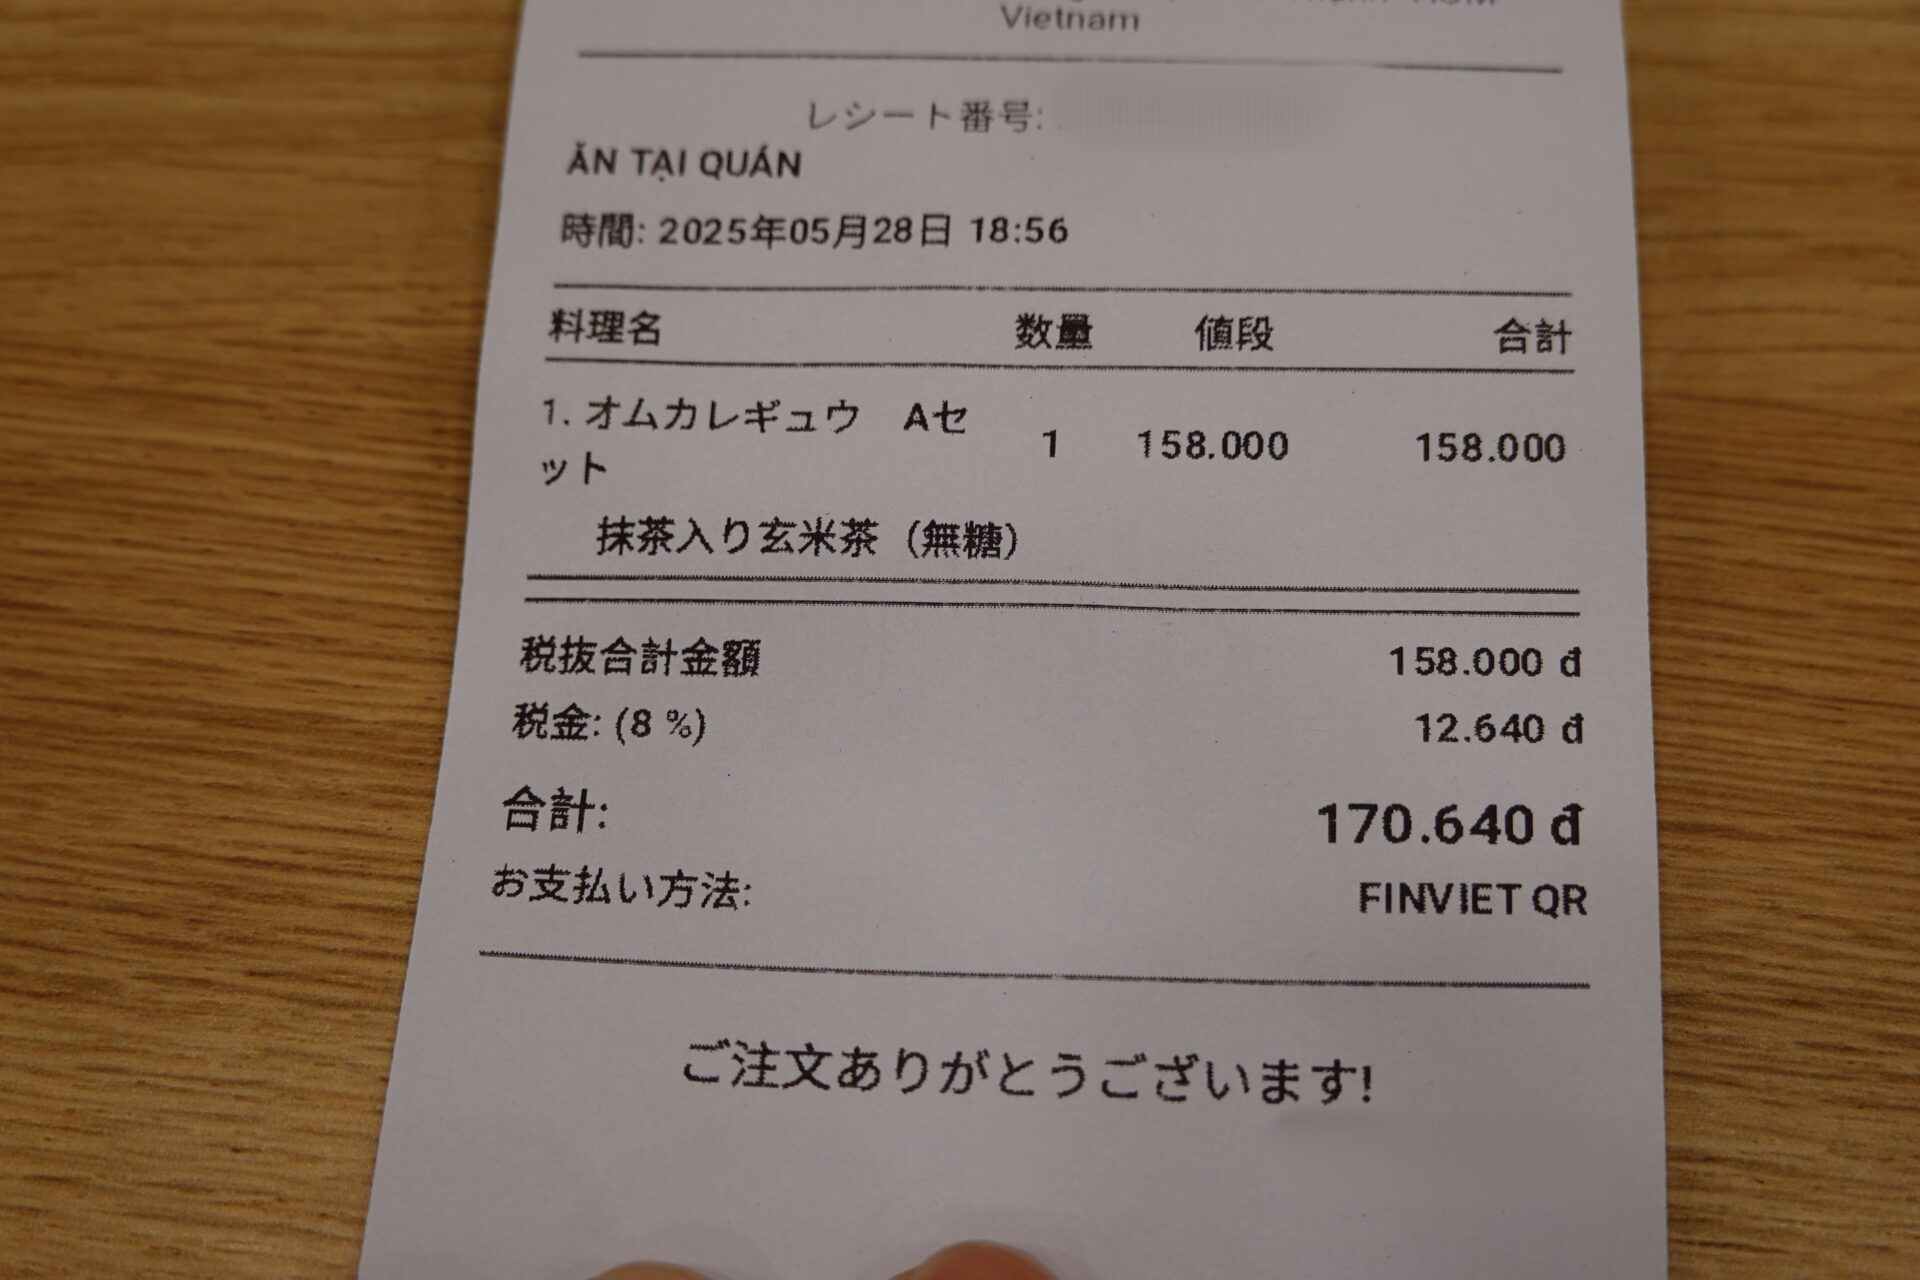 Vietnam
レシート番号:
ĂN TẠI QUÁN
時間: 2025年05月28日 18:56
料理名 数量 値段 合計
1. オムカレギュウ　Aセ 1 158.000 158.000
ット
抹茶入り玄米茶（無糖）
税抜合計金額 158.000 đ
税金: (8 %) 12.640 đ
合計: 170.640 đ
お支払い方法: FINVIET QR
ご注文ありがとうございます!